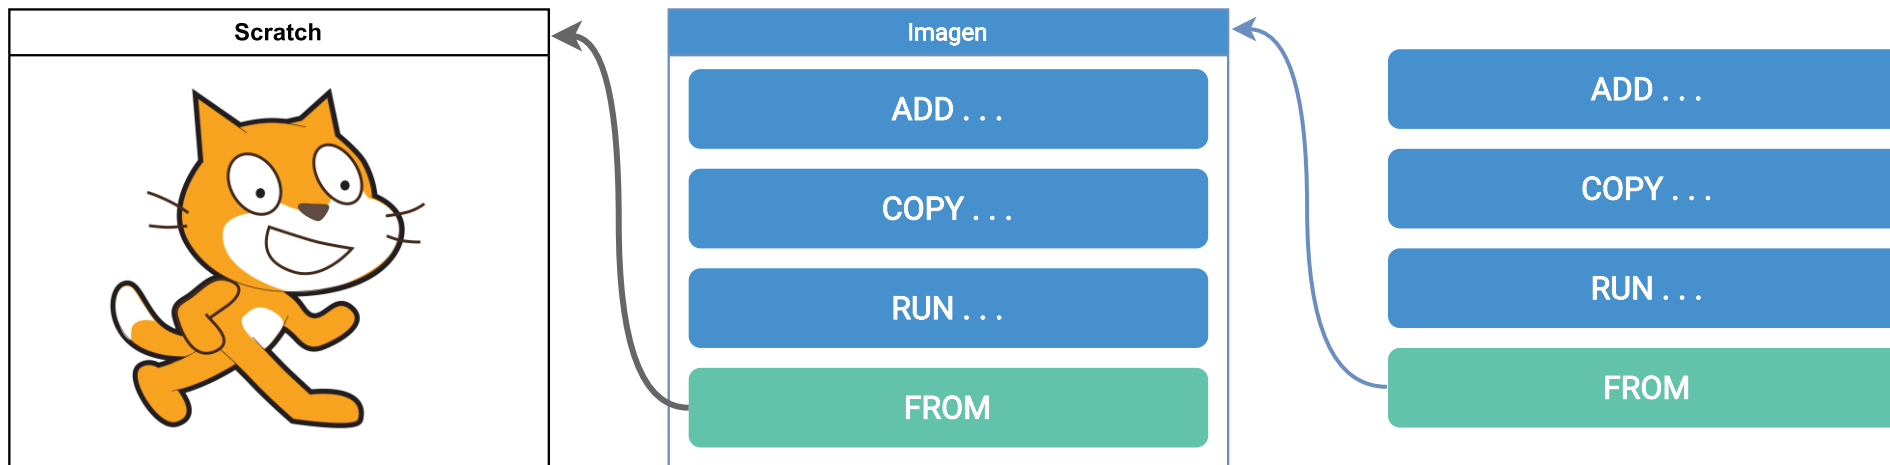 Scratch
Imagen
ADD . . .
COPY . . .
RUN . . .
FROM
ADD . . .
COPY . . .
RUN . . .
FROM